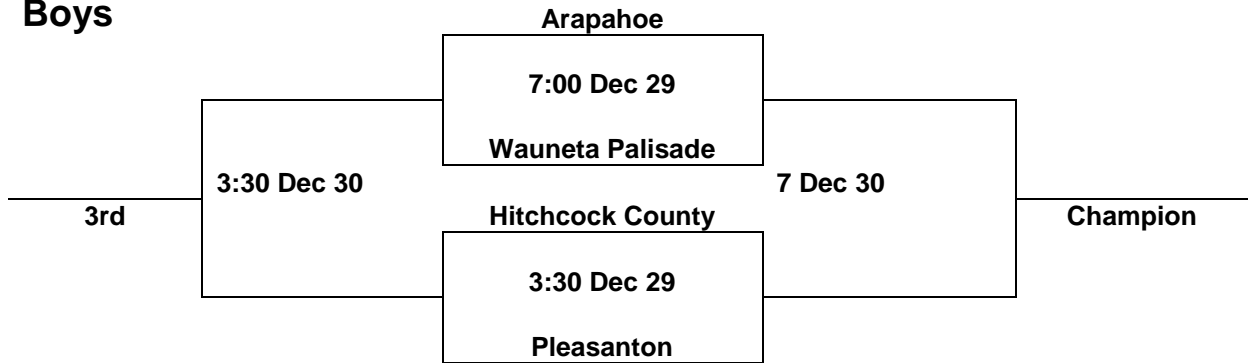 Boys
Arapahoe
7:00 Dec 29
Wauneta Palisade
3:30 Dec 30
7 Dec 30
3rd
Hitchcock County
Champion
3:30 Dec 29
Pleasanton